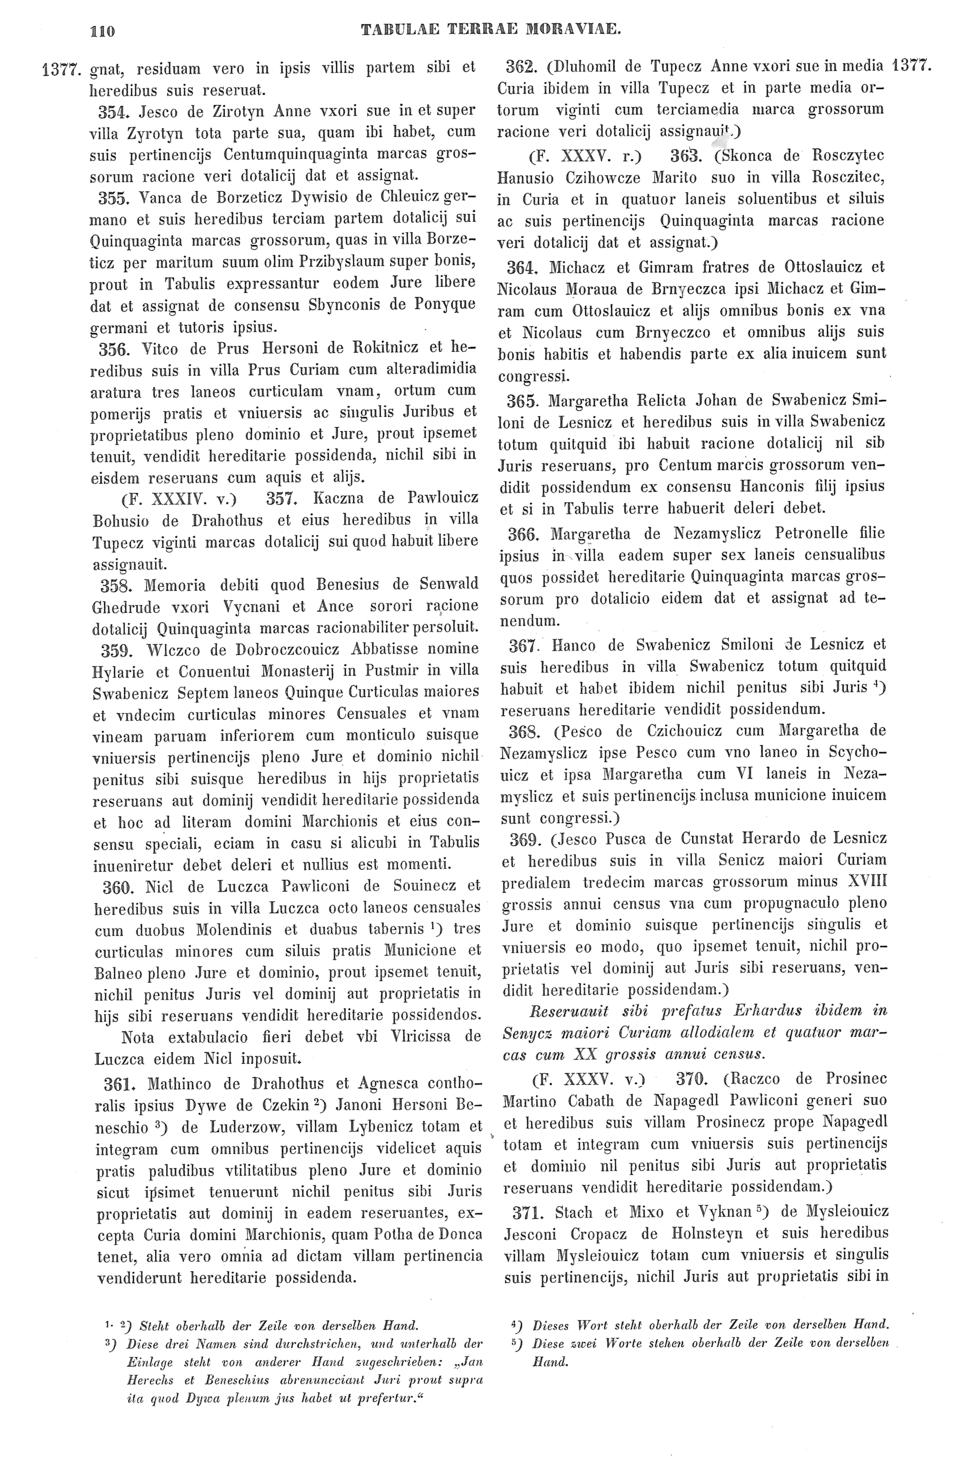 110
TABULAE TERRAE MORAVIAE.
1377. gnat, residuam vero in ipsis villis partem sibi et
heredibus suis reseruat.
354. Jesco de Zirotyn Anne vxori sue in et super
villa Zyrotyn tota parte sua, quam ibi habet, cum
suis pertinencijs Centumquinquaginta marcas gros-
sorum racione veri dotalicij dat et assignat.
355. Vanca de Borzeticz Dywisio de Chleuicz ger-
mano et suis heredibus terciam partem dotalicij sui
Quinquaginta marcas grossorum, quas in villa Borze-
ticz per maritum suum olim Przibyslaum super bonis,
prout in Tabulis expressantur eodem Jure libere
dat et assignat de consensu Sbynconis de Ponyque
germani et tutoris ipsius.
356. Vitco de Prus Hersoni de Rokitnicz et he-
redibus suis in villa Prus Curiam cum alteradimidia
aratura tres laneos curticulam vnam, ortum cum
pomerijs pratis et vniuersis ac singulis Juribus et
proprietatibus pleno dominio et Jure, prout ipsemet
tenuit, vendidit hereditarie possidenda, nichil sibi in
eisdem reseruans cum aquis et alijs.
(F. XXXIV. v.) 357. Kaczna de Pawlouicz
Bohusio de Drahothus et eius heredibus in villa
Tupecz viginti marcas dotalicij sui quod habuit libere
assignauit.
358. Memoria debiti quod Benesius de Senwald
Ghedrude vxori Vycnani et Ance sorori racione
dotalicij Quinquaginta marcas racionabiliter persoluit.
359. Wlczco de Dobroczcouicz Abbatisse nomine
Hylarie et Conuentui Monasterij in Pustmir in villa
Swabenicz Septem laneos Quinque Curticulas maiores
et vndecim curticulas minores Censuales et vnam
vineam paruam inferiorem cum monticulo suisque
vniuersis pertinencijs pleno Jure et dominio nichil
penitus sibi suisque heredibus in hijs proprietatis
reseruans aut dominij vendidit hereditarie possidenda
et hoc ad literam domini Marchionis et eius con-
sensu speciali, eciam in casu si alicubi in Tabulis
inueniretur debet deleri et nullius est momenti.
360. Nicl de Luczca Pawliconi de Souinecz et
heredibus suis in villa Luczca octo laneos censuales
cum duobus Molendinis et duabus tabernis ¹) tres
curticulas minores cum siluis pratis Municione et
Balneo pleno Jure et dominio, prout ipsemet tenuit,
nichil penitus Juris vel dominij aut proprietatis in
hijs sibi reseruans vendidit hereditarie possidendos.
Nota extabulacio fieri debet vbi Vlricissa de
Luczca eidem Nicl inposuit.
361. Mathinco de Drahothus et Agnesca contho-
ralis ipsius Dywe de Czekin ²) Janoni Hersoni Be-
neschio ³) de Luderzow, villam Lybenicz totam et
integram cum omnibus pertinencijs videlicet aquis
pratis paludibus vtilitatibus pleno Jure et dominio
sicut ipsimet tenuerunt nichil penitus sibi Juris
proprietatis aut dominij in eadem reseruantes, ex-
cepta Curia domini Marchionis, quam Potha de Donca
tenet, alia vero omnia ad dictam villam pertinencia
vendiderunt hereditarie possidenda.
¹· ²) Steht oberhalb der Zeile von derselben Hand.
³) Diese drei Namen sind durchstrichen, und unterhalb der
Einlage steht von anderer Hand zugeschrieben: „Jan
Herechs et Beneschius abrenuncciant Juri prout supra
ita quod Dywa plenum jus habet ut prefertur.“
362. (Dluhomil de Tupecz Anne vxori sue in media 1377.
Curia ibidem in villa Tupecz et in parte media or-
torum viginti cum terciamedia marca grossorum
racione veri dotalicij assignauit.)
(F. XXXV. r.) 363. (Skonca de Rosczytec
Hanusio Czihowcze Marito suo in villa Rosczitec,
in Curia et in quatuor laneis soluentibus et siluis
ac suis pertinencijs Quinquaginta marcas racione
veri dotalicij dat et assignat.)
364. Michacz et Gimram fratres de Ottoslauicz et
Nicolaus Moraua de Brnyeczca ipsi Michacz et Gim-
ram cum Ottoslauicz et alijs omnibus bonis ex vna
et Nicolaus cum Brnyeczco et omnibus alijs suis
bonis habitis et habendis parte ex alia inuicem sunt
congressi.
365. Margaretha Relicta Johan de Swabenicz Smi-
loni de Lesnicz et heredibus suis in villa Swabenicz
totum quitquid ibi habuit racione dotalicij nil sib
Juris reseruans, pro Centum marcis grossorum ven-
didit possidendum ex consensu Hanconis filij ipsius
et si in Tabulis terre habuerit deleri debet.
366. Margaretha de Nezamyslicz Petronelle filie
ipsius in villa eadem super sex laneis censualibus
quos possidet hereditarie Quinquaginta marcas gros-
sorum pro dotalicio eidem dat et assignat ad te-
nendum.
367. Hanco de Swabenicz Smiloni de Lesnicz et
suis heredibus in villa Swabenicz totum quitquid
habuit et habet ibidem nichil penitus sibi Juris ⁴)
reseruans hereditarie vendidit possidendum.
368. (Pesco de Czichouicz cum Margaretha de
Nezamyslicz ipse Pesco cum vno laneo in Scycho-
uicz et ipsa Margaretha cum VI laneis in Neza-
myslicz et suis pertinencijs inclusa municione inuicem
sunt congressi.)
369. (Jesco Pusca de Cunstat Herardo de Lesnicz
et heredibus suis in villa Senicz maiori Curiam
predialem tredecim marcas grossorum minus XVIII
grossis annui census vna cum propugnaculo pleno
Jure et dominio suisque pertinencijs singulis et
vniuersis eo modo, quo ipsemet tenuit, nichil pro-
prietatis vel dominij aut Juris sibi reseruans, ven-
didit hereditarie possidendam.)
Reseruauit sibi prefatus Erhardus ibidem in
Senycz maiori Curiam allodialem et quatuor mar-
cas cum XX grossis annui census.
(F. XXXV. v.) 370. (Raczco de Prosinec
Martino Cabath de Napagedl Pawliconi generi suo
et heredibus suis villam Prosinecz prope Napagedl
totam et integram cum vniuersis suis pertinencijs
et dominio nil penitus sibi Juris aut proprietatis
reseruans vendidit hereditarie possidendam.)
371. Stach et Mixo et Vyknan ⁵) de Mysleiouicz
Jesconi Cropacz de Holnsteyn et suis heredibus
villam Mysleiouicz totam cum vniuersis et singulis
suis pertinencijs, nichil Juris aut proprietatis sibi in
⁴) Dieses Wort steht oberhalb der Zeile von derselben Hand.
⁵) Diese zwei Worte stehen oberhalb der Zeile von derselben
Hand.